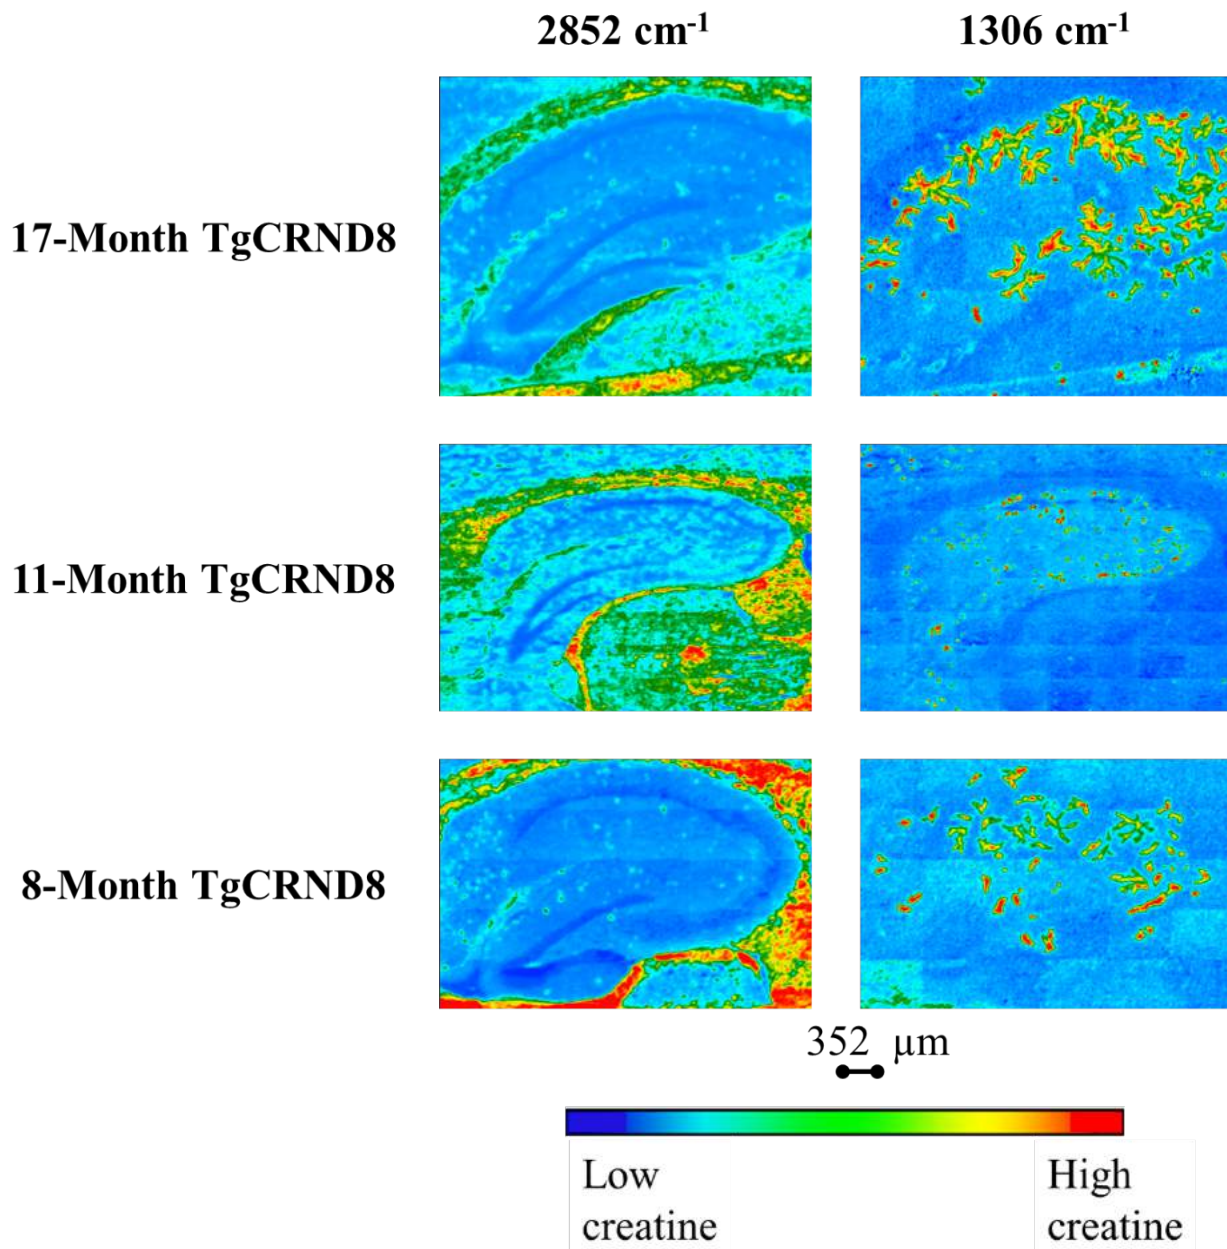 2852 cm-1
1306 cm-1
17-Month TgCRND8
11-Month TgCRND8
8-Month TgCRND8
352 µm
Low
creatine
High
creatine